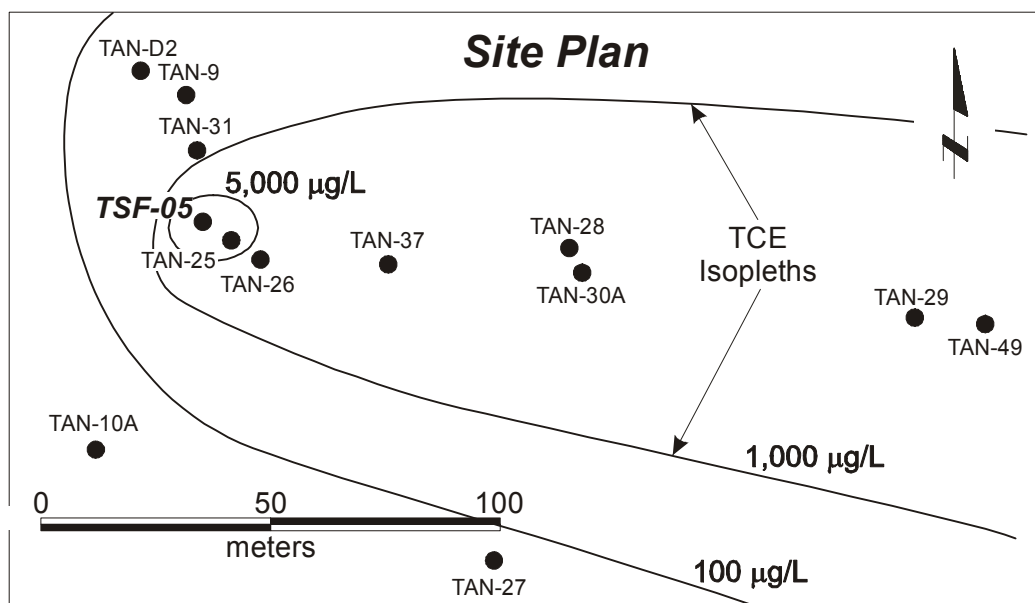 Site Plan
TAN-D2
TAN-9
TAN-31
5,000 µg/L
TSF-05
TAN-25
TAN-26
TAN-37
TAN-28
TAN-30A
TCE
Isopleths
TAN-29
TAN-49
TAN-10A
1,000 µg/L
0 50 100
meters
TAN-27
100 µg/L